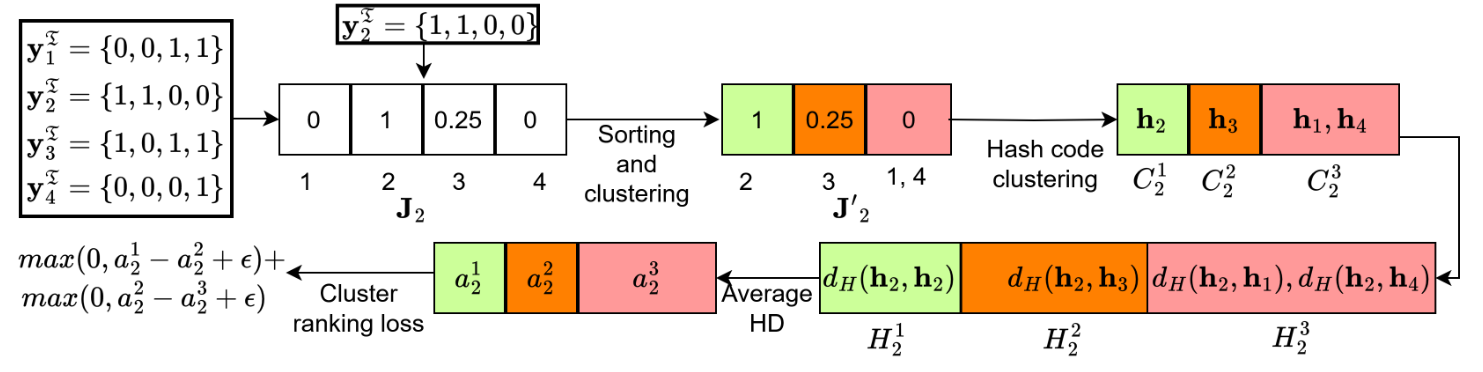 𝐲₁^𝔗 = {0, 0, 1, 1}
𝐲₂^𝔗 = {1, 1, 0, 0}
𝐲₃^𝔗 = {1, 0, 1, 1}
𝐲₄^𝔗 = {0, 0, 0, 1}
𝐲₂^𝔗 = {1, 1, 0, 0}
0 1 0.25 0
1 2 3 4
𝐉₂
Sorting
and
clustering
1 0.25 0
2 3 1, 4
𝐉'₂
Hash code
clustering
𝐡₂ 𝐡₃ 𝐡₁, 𝐡₄
C₂¹ C₂² C₂³
d_H(𝐡₂, 𝐡₂) d_H(𝐡₂, 𝐡₃) d_H(𝐡₂, 𝐡₁), d_H(𝐡₂, 𝐡₄)
H₂¹ H₂² H₂³
Average
HD
a₂¹ a₂² a₂³
Cluster
ranking loss
max(0, a₂¹ − a₂² + ϵ)+
max(0, a₂² − a₂³ + ϵ)